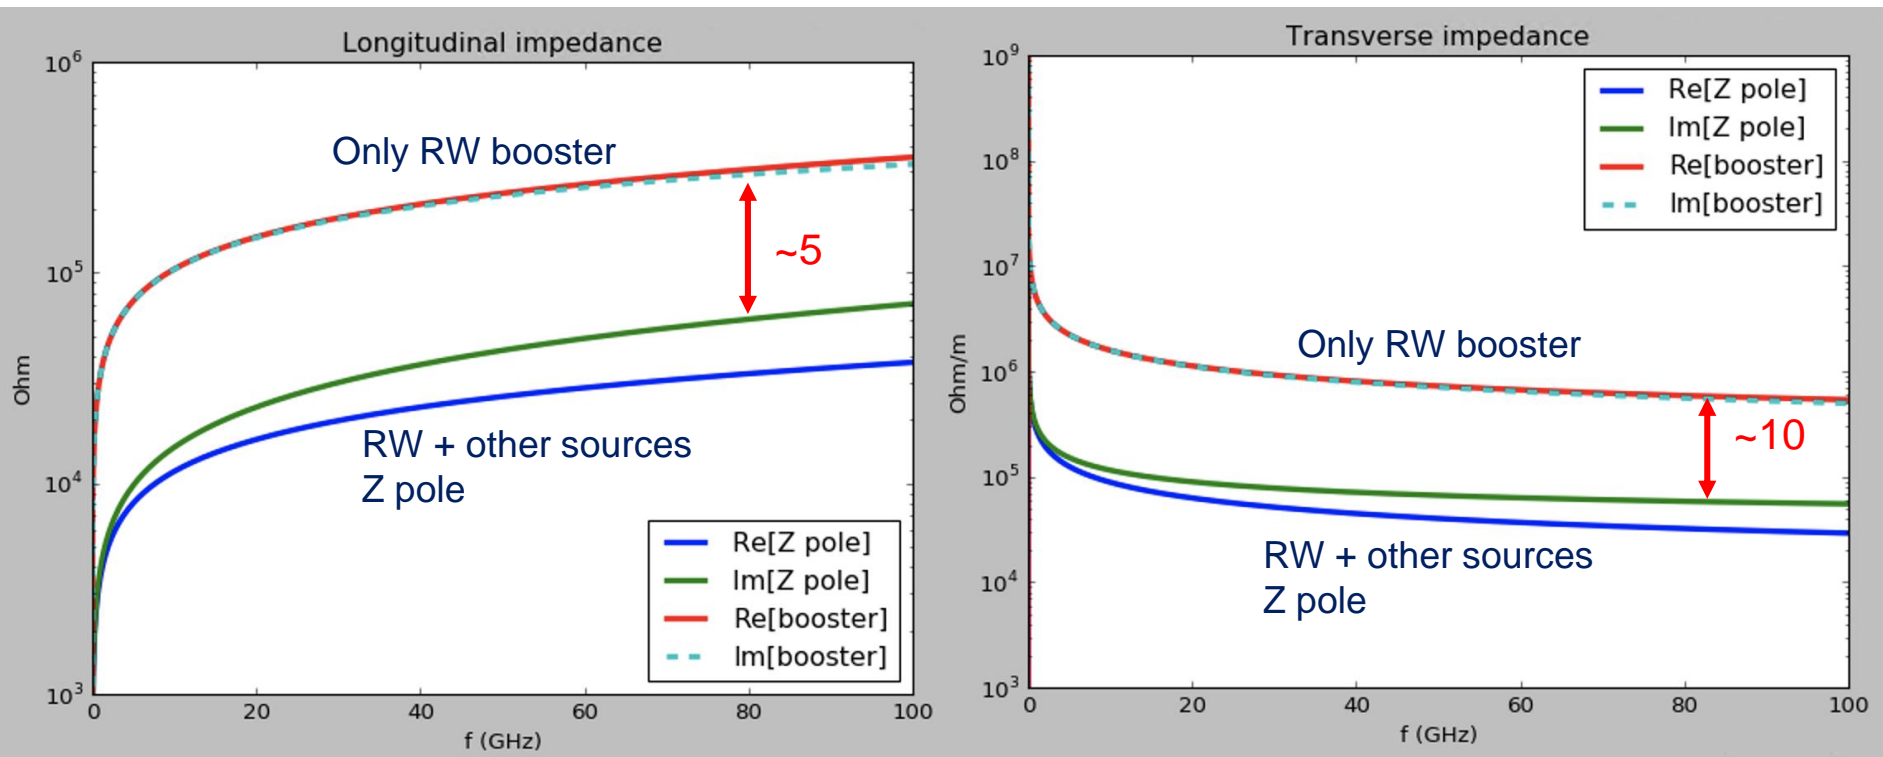 Longitudinal impedance
10^6
10^5
10^4
10^3
Ohm
Only RW booster
~5
RW + other sources
Z pole
Re[Z pole]
Im[Z pole]
Re[booster]
Im[booster]
0 20 40 60 80 100
f (GHz)
Transverse impedance
10^9
10^8
10^7
10^6
10^5
10^4
10^3
Ohm/m
Re[Z pole]
Im[Z pole]
Re[booster]
Im[booster]
Only RW booster
~10
RW + other sources
Z pole
0 20 40 60 80 100
f (GHz)